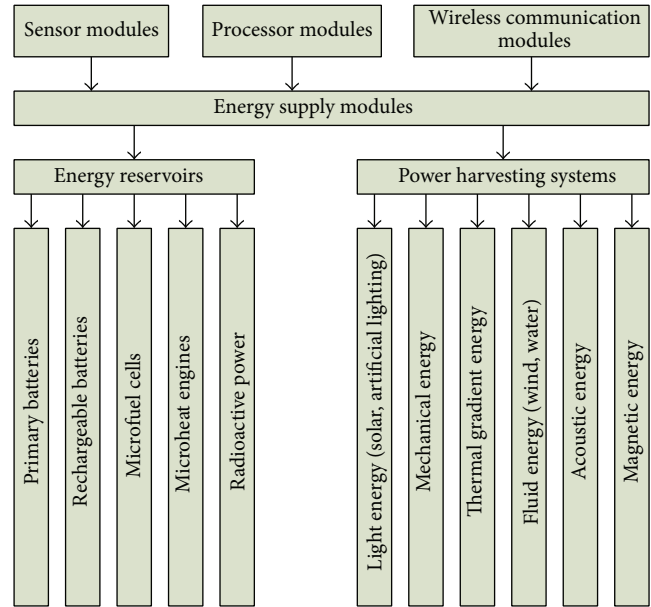 Sensor modules
Processor modules
Wireless communication
modules
Energy supply modules
Energy reservoirs
Power harvesting systems
Primary batteries
Rechargeable batteries
Microfuel cells
Microheat engines
Radioactive power
Light energy (solar, artificial lighting)
Mechanical energy
Thermal gradient energy
Fluid energy (wind, water)
Acoustic energy
Magnetic energy